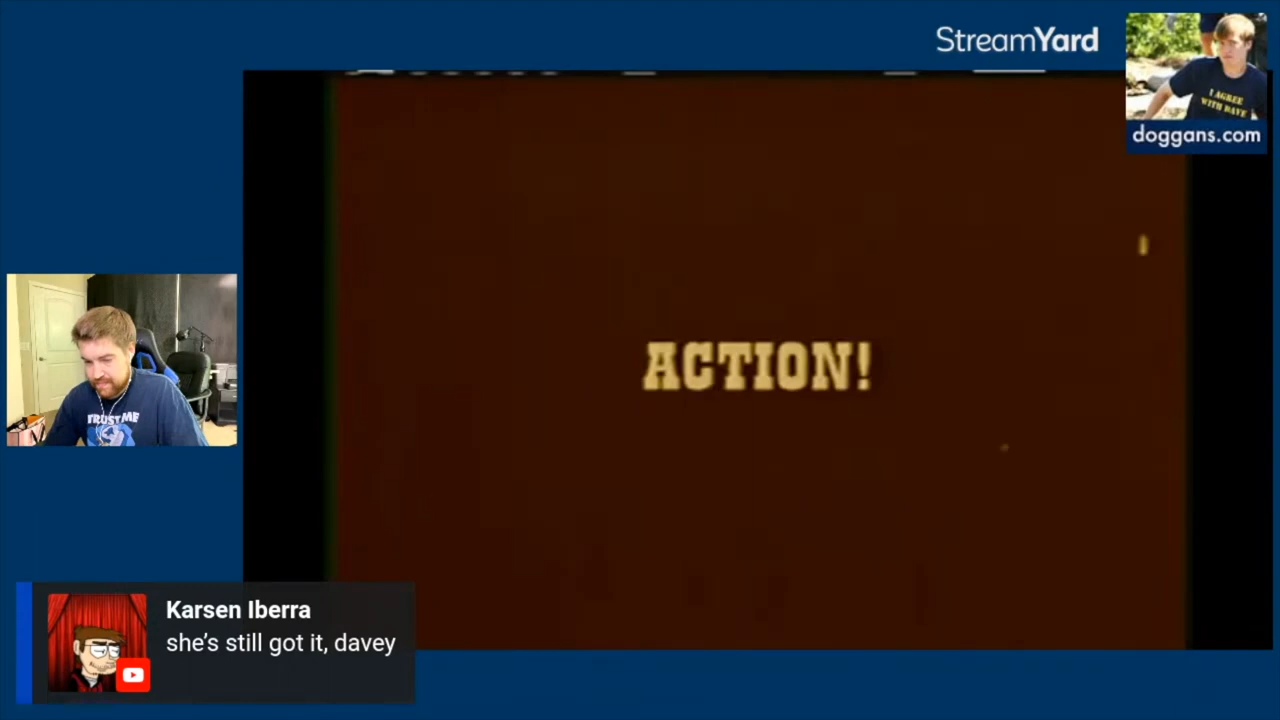 StreamYard
I AGREE
WITH DAVE
doggans.com
ACTION!
TRUST ME
Karsen Iberra
she’s still got it, davey